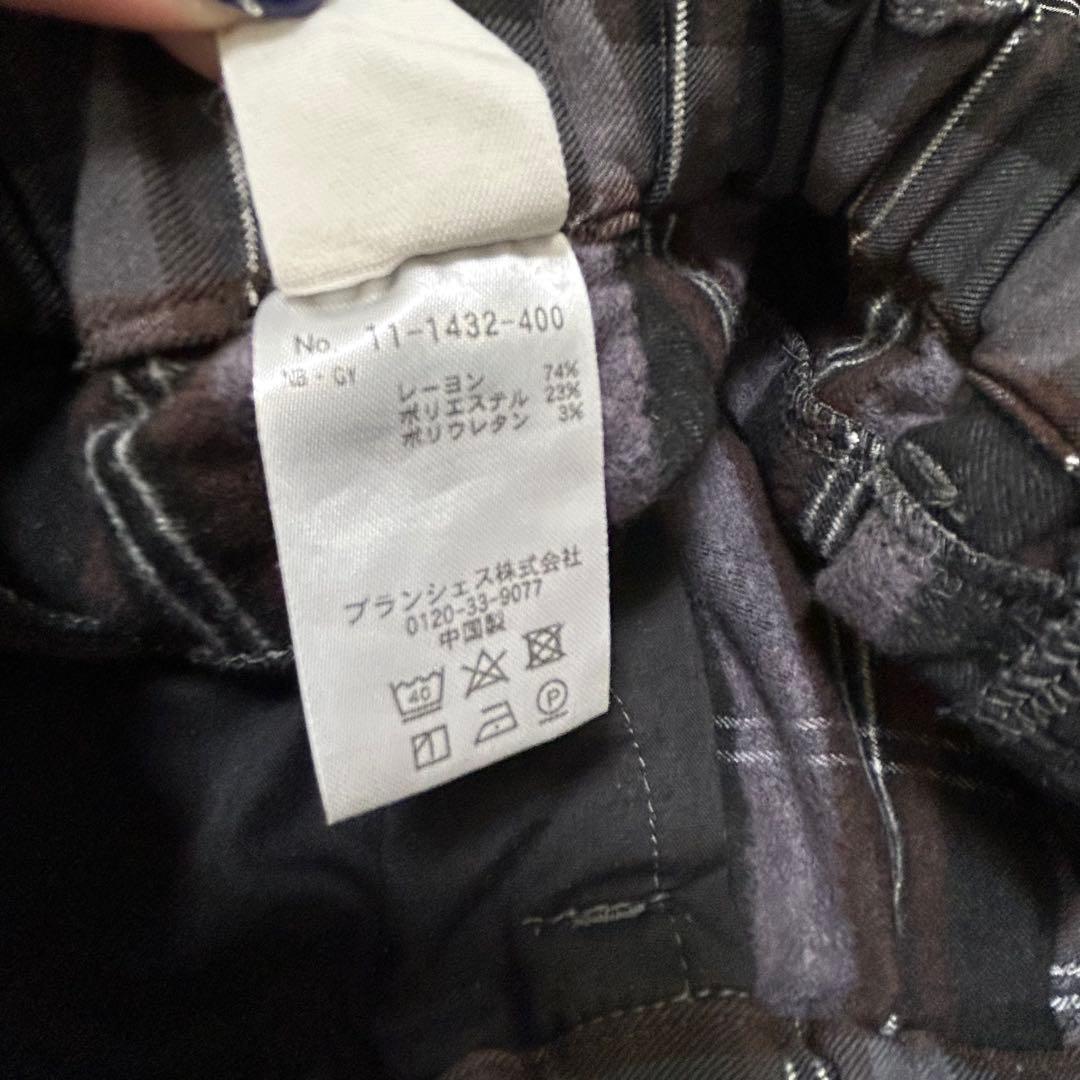 No. 11-1432-400
NB・GY
レーヨン 74%
ポリエステル 23%
ポリウレタン 3%
ブランシェス株式会社
0120-33-9077
中国製
40
P